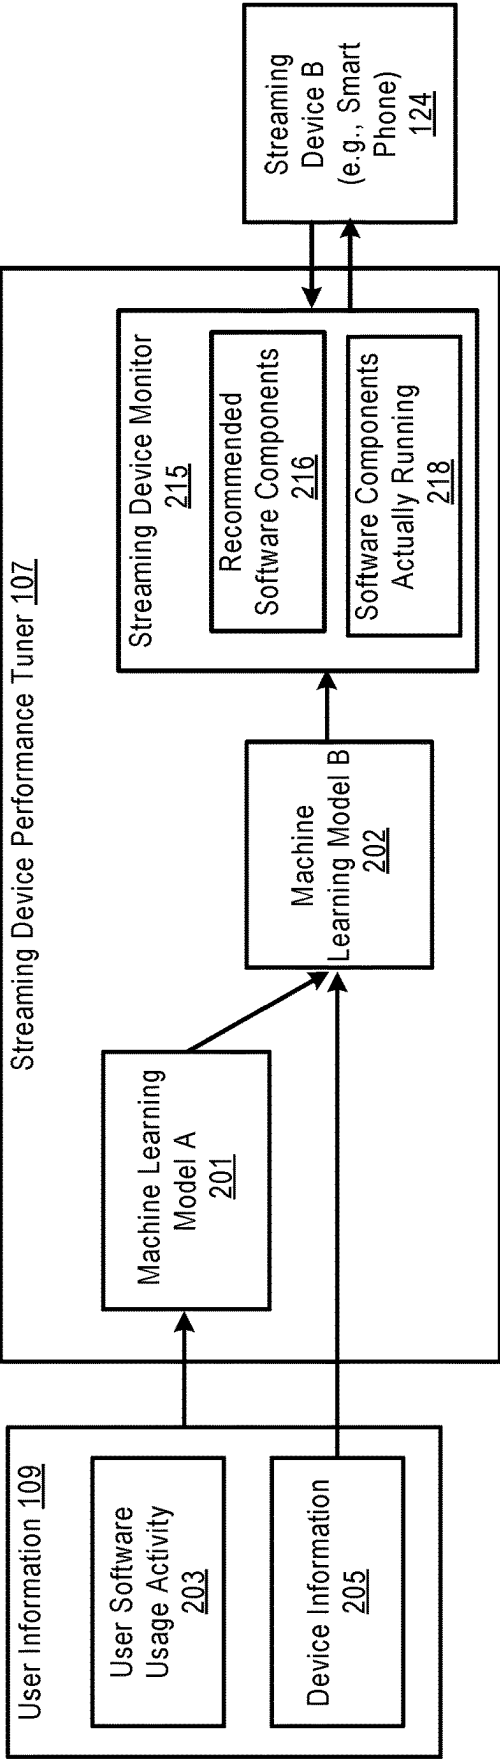 User Information 109
User Software
Usage Activity
203
Device Information
205
Streaming Device Performance Tuner 107
Machine Learning
Model A
201
Machine
Learning Model B
202
Streaming Device Monitor
215
Recommended
Software Components
216
Software Components
Actually Running
218
Streaming
Device B
(e.g., Smart
Phone)
124